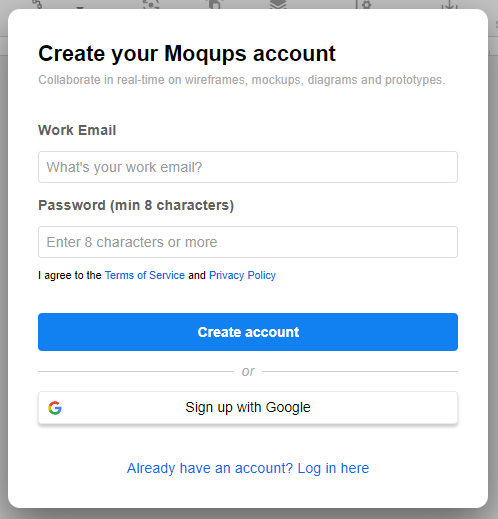 Create your Moqups account
Collaborate in real-time on wireframes, mockups, diagrams and prototypes.
Work Email
What's your work email?
Password (min 8 characters)
Enter 8 characters or more
I agree to the Terms of Service and Privacy Policy
Create account
or
Sign up with Google
Already have an account? Log in here